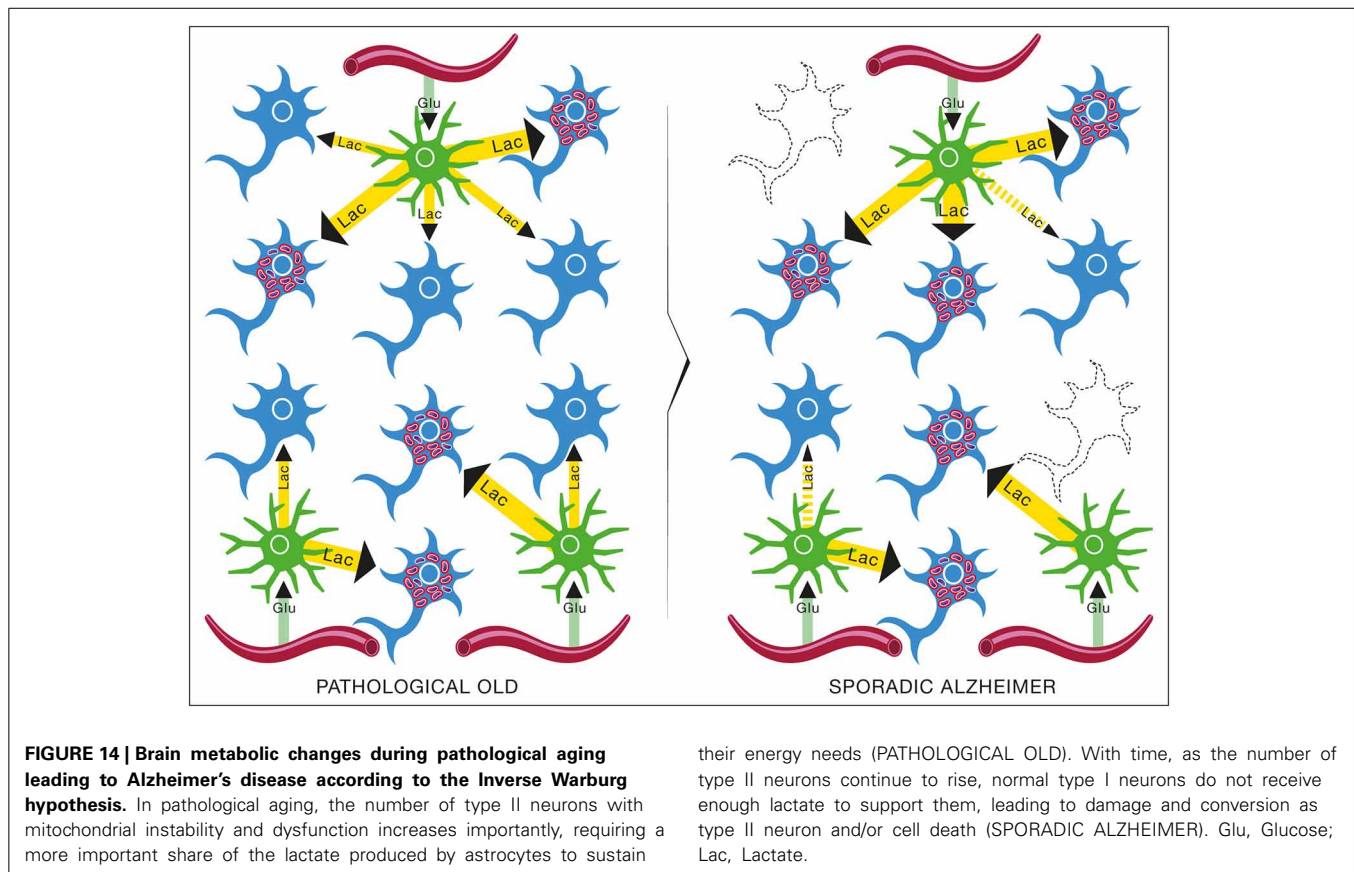 Glu
Lac
Lac
Lac
Lac
Lac
Lac
Lac
Lac
Lac
Glu
Glu
PATHOLOGICAL OLD
Glu
Lac
Lac
Lac
Lac
Lac
Lac
Lac
Glu
Glu
SPORADIC ALZHEIMER
FIGURE 14 | Brain metabolic changes during pathological aging
leading to Alzheimer's disease according to the Inverse Warburg
hypothesis. In pathological aging, the number of type II neurons with
mitochondrial instability and dysfunction increases importantly, requiring a
more important share of the lactate produced by astrocytes to sustain
their energy needs (PATHOLOGICAL OLD). With time, as the number of
type II neurons continue to rise, normal type I neurons do not receive
enough lactate to support them, leading to damage and conversion as
type II neuron and/or cell death (SPORADIC ALZHEIMER). Glu, Glucose;
Lac, Lactate.